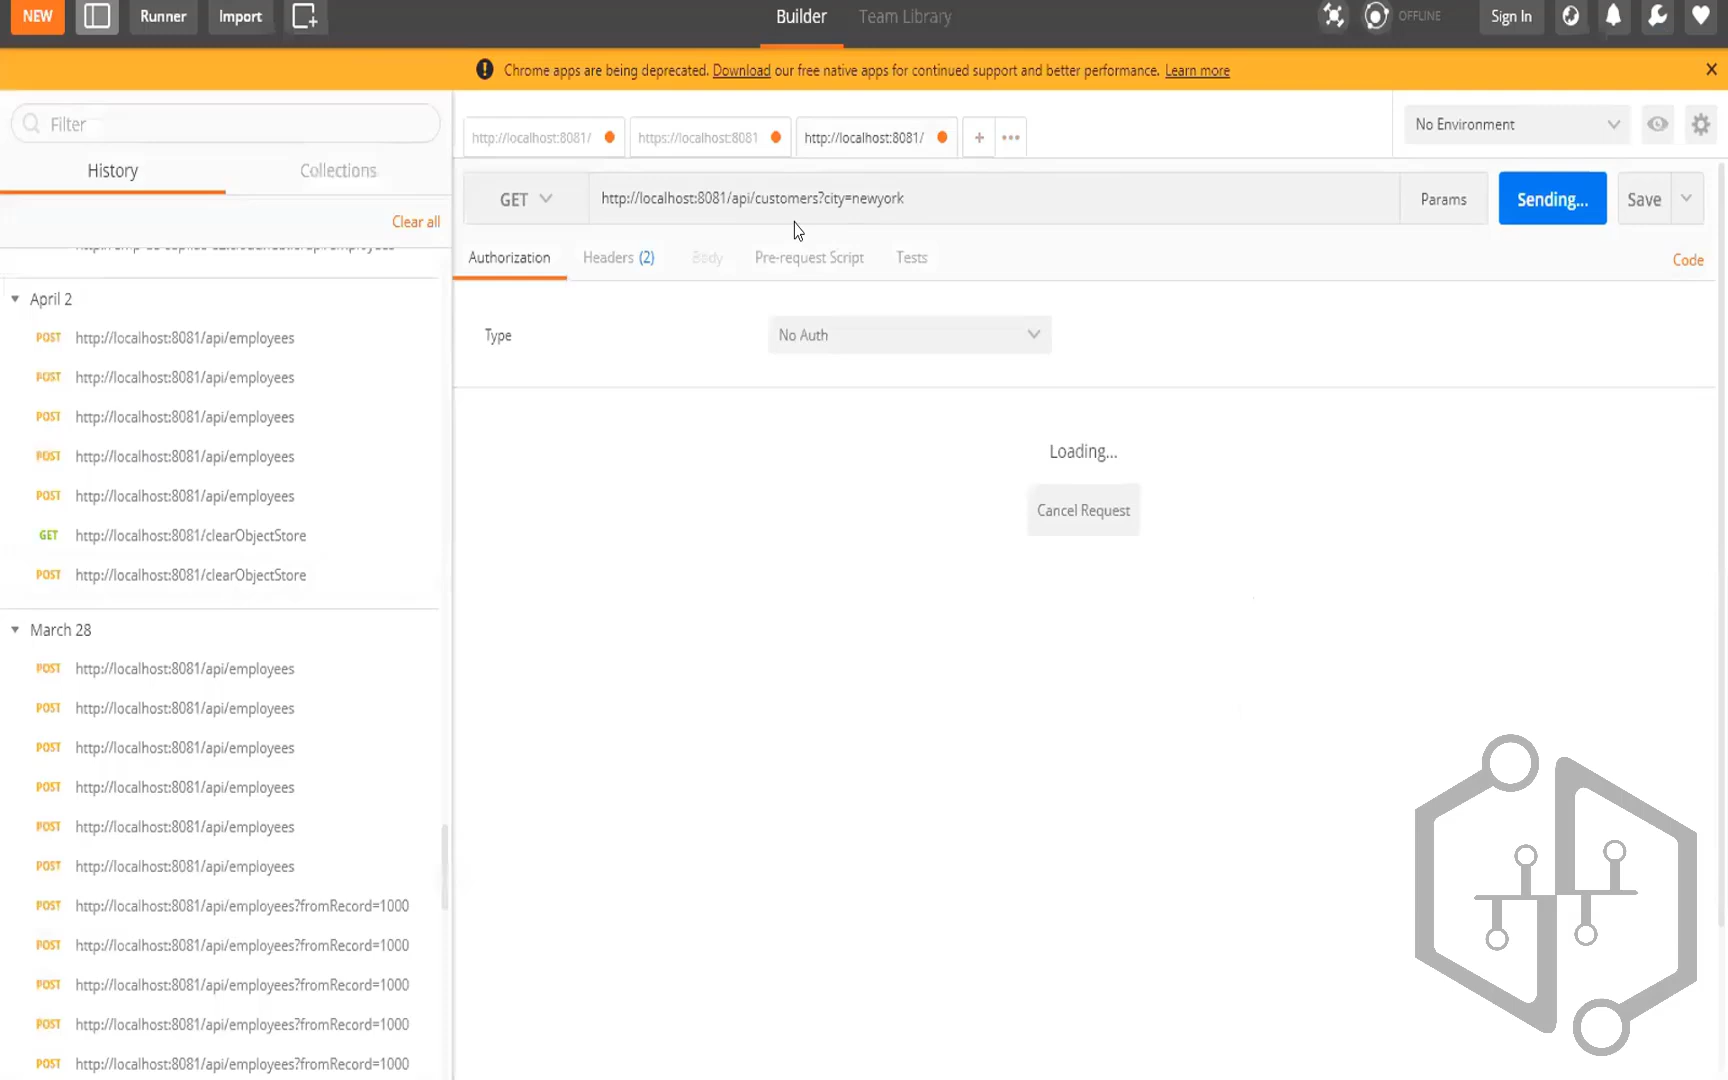 NEW
Runner
Import
Builder
Team Library
OFFLINE
Sign In
Chrome apps are being deprecated. Download our free native apps for continued support and better performance. Learn more
Filter
History
Collections
Clear all
April 2
POST http://localhost:8081/api/employees
POST http://localhost:8081/api/employees
POST http://localhost:8081/api/employees
POST http://localhost:8081/api/employees
POST http://localhost:8081/api/employees
GET http://localhost:8081/clearObjectStore
POST http://localhost:8081/clearObjectStore
March 28
POST http://localhost:8081/api/employees
POST http://localhost:8081/api/employees
POST http://localhost:8081/api/employees
POST http://localhost:8081/api/employees
POST http://localhost:8081/api/employees
POST http://localhost:8081/api/employees
POST http://localhost:8081/api/employees?fromRecord=1000
POST http://localhost:8081/api/employees?fromRecord=1000
POST http://localhost:8081/api/employees?fromRecord=1000
POST http://localhost:8081/api/employees?fromRecord=1000
POST http://localhost:8081/api/employees?fromRecord=1000
http://localhost:8081/
https://localhost:8081
http://localhost:8081/
No Environment
GET
http://localhost:8081/api/customers?city=newyork
Params
Sending...
Save
Authorization
Headers (2)
Body
Pre-request Script
Tests
Code
Type
No Auth
Loading...
Cancel Request